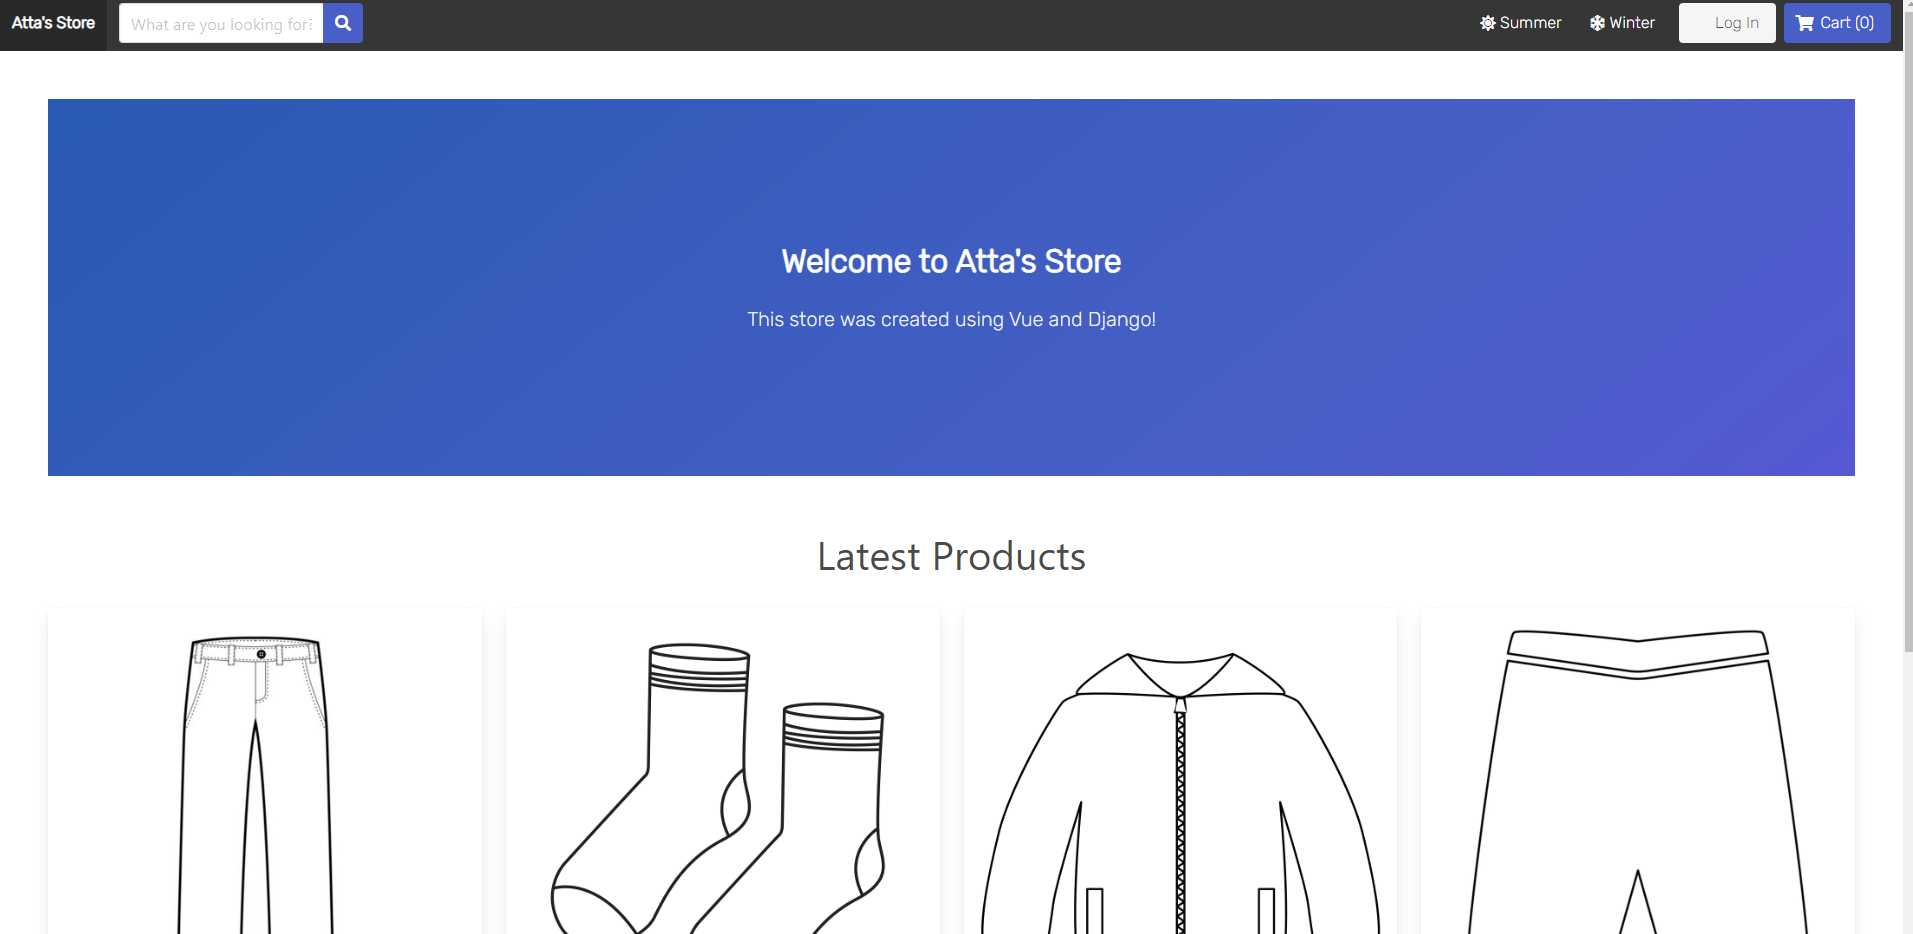 Atta's Store
What are you looking for?
Summer
Winter
Log In
Cart (0)
Welcome to Atta's Store
This store was created using Vue and Django!
Latest Products